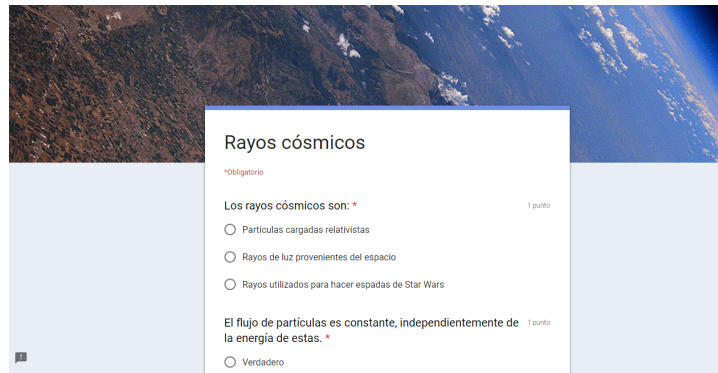 Rayos cósmicos
*Obligatorio
Los rayos cósmicos son: *
1 punto
Partículas cargadas relativistas
Rayos de luz provenientes del espacio
Rayos utilizados para hacer espadas de Star Wars
El flujo de partículas es constante, independientemente de
1 punto
la energía de estas. *
Verdadero